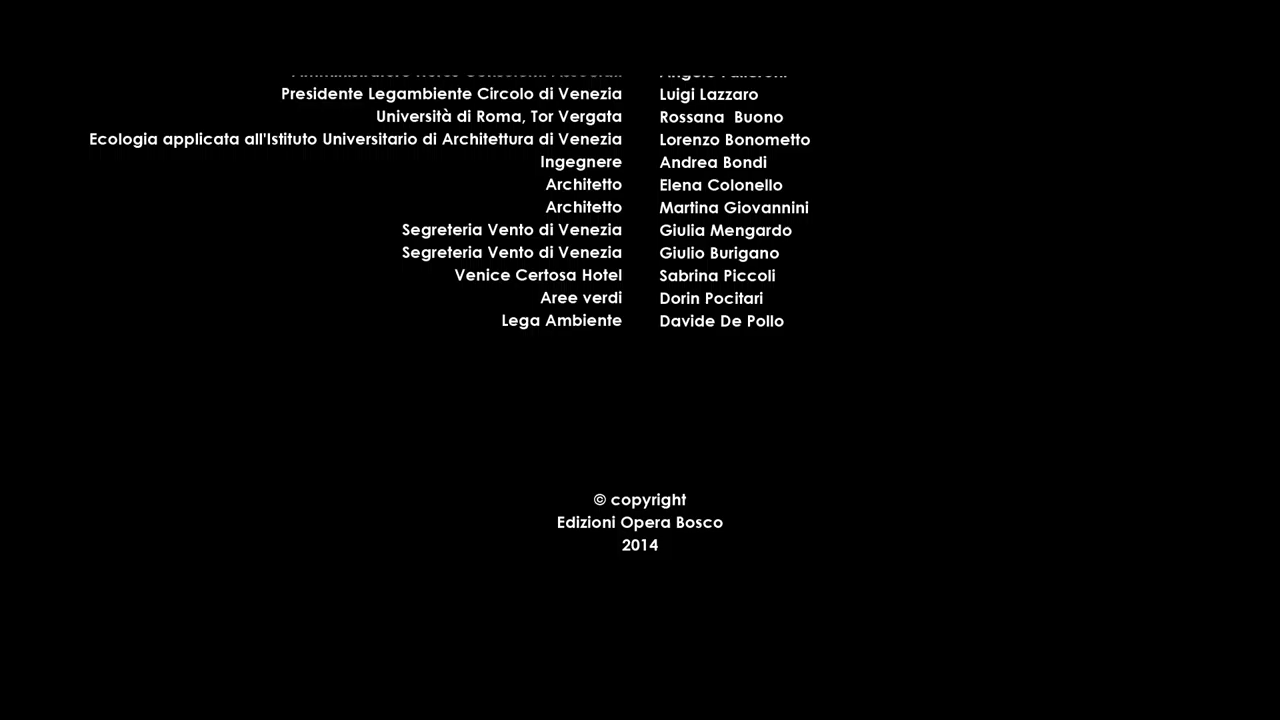 Presidente Legambiente Circolo di Venezia Luigi Lazzaro
Università di Roma, Tor Vergata Rossana Buono
Ecologia applicata all'Istituto Universitario di Architettura di Venezia Lorenzo Bonometto
Ingegnere Andrea Bondi
Architetto Elena Colonello
Architetto Martina Giovannini
Segreteria Vento di Venezia Giulia Mengardo
Segreteria Vento di Venezia Giulio Burigano
Venice Certosa Hotel Sabrina Piccoli
Aree verdi Dorin Pocitari
Lega Ambiente Davide De Pollo
© copyright
Edizioni Opera Bosco
2014